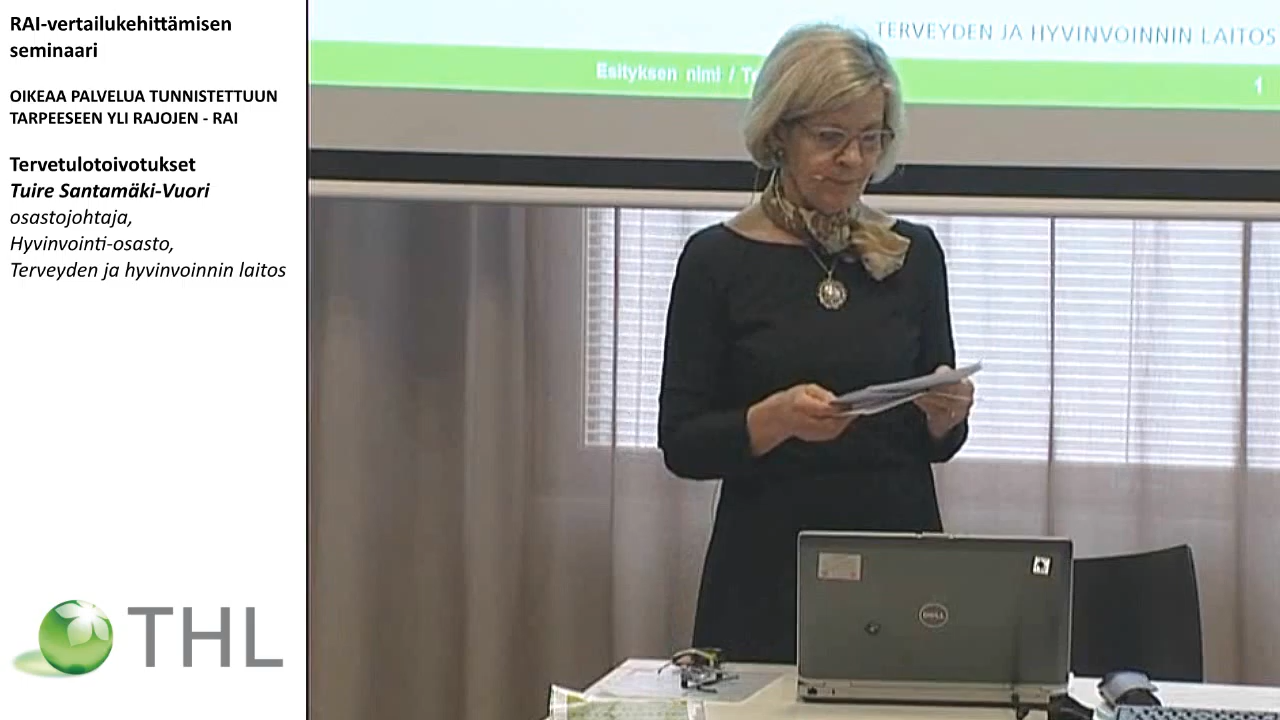 RAI-vertailukehittämisen
seminaari
OIKEAA PALVELUA TUNNISTETTUUN
TARPEESEEN YLI RAJOJEN - RAI
Tervetulotoivotukset
Tuire Santamäki-Vuori
osastojohtaja,
Hyvinvointi-osasto,
Terveyden ja hyvinvoinnin laitos
THL
TERVEYDEN JA HYVINVOINNIN LAITOS
Esityksen nimi / Te
1
DELL